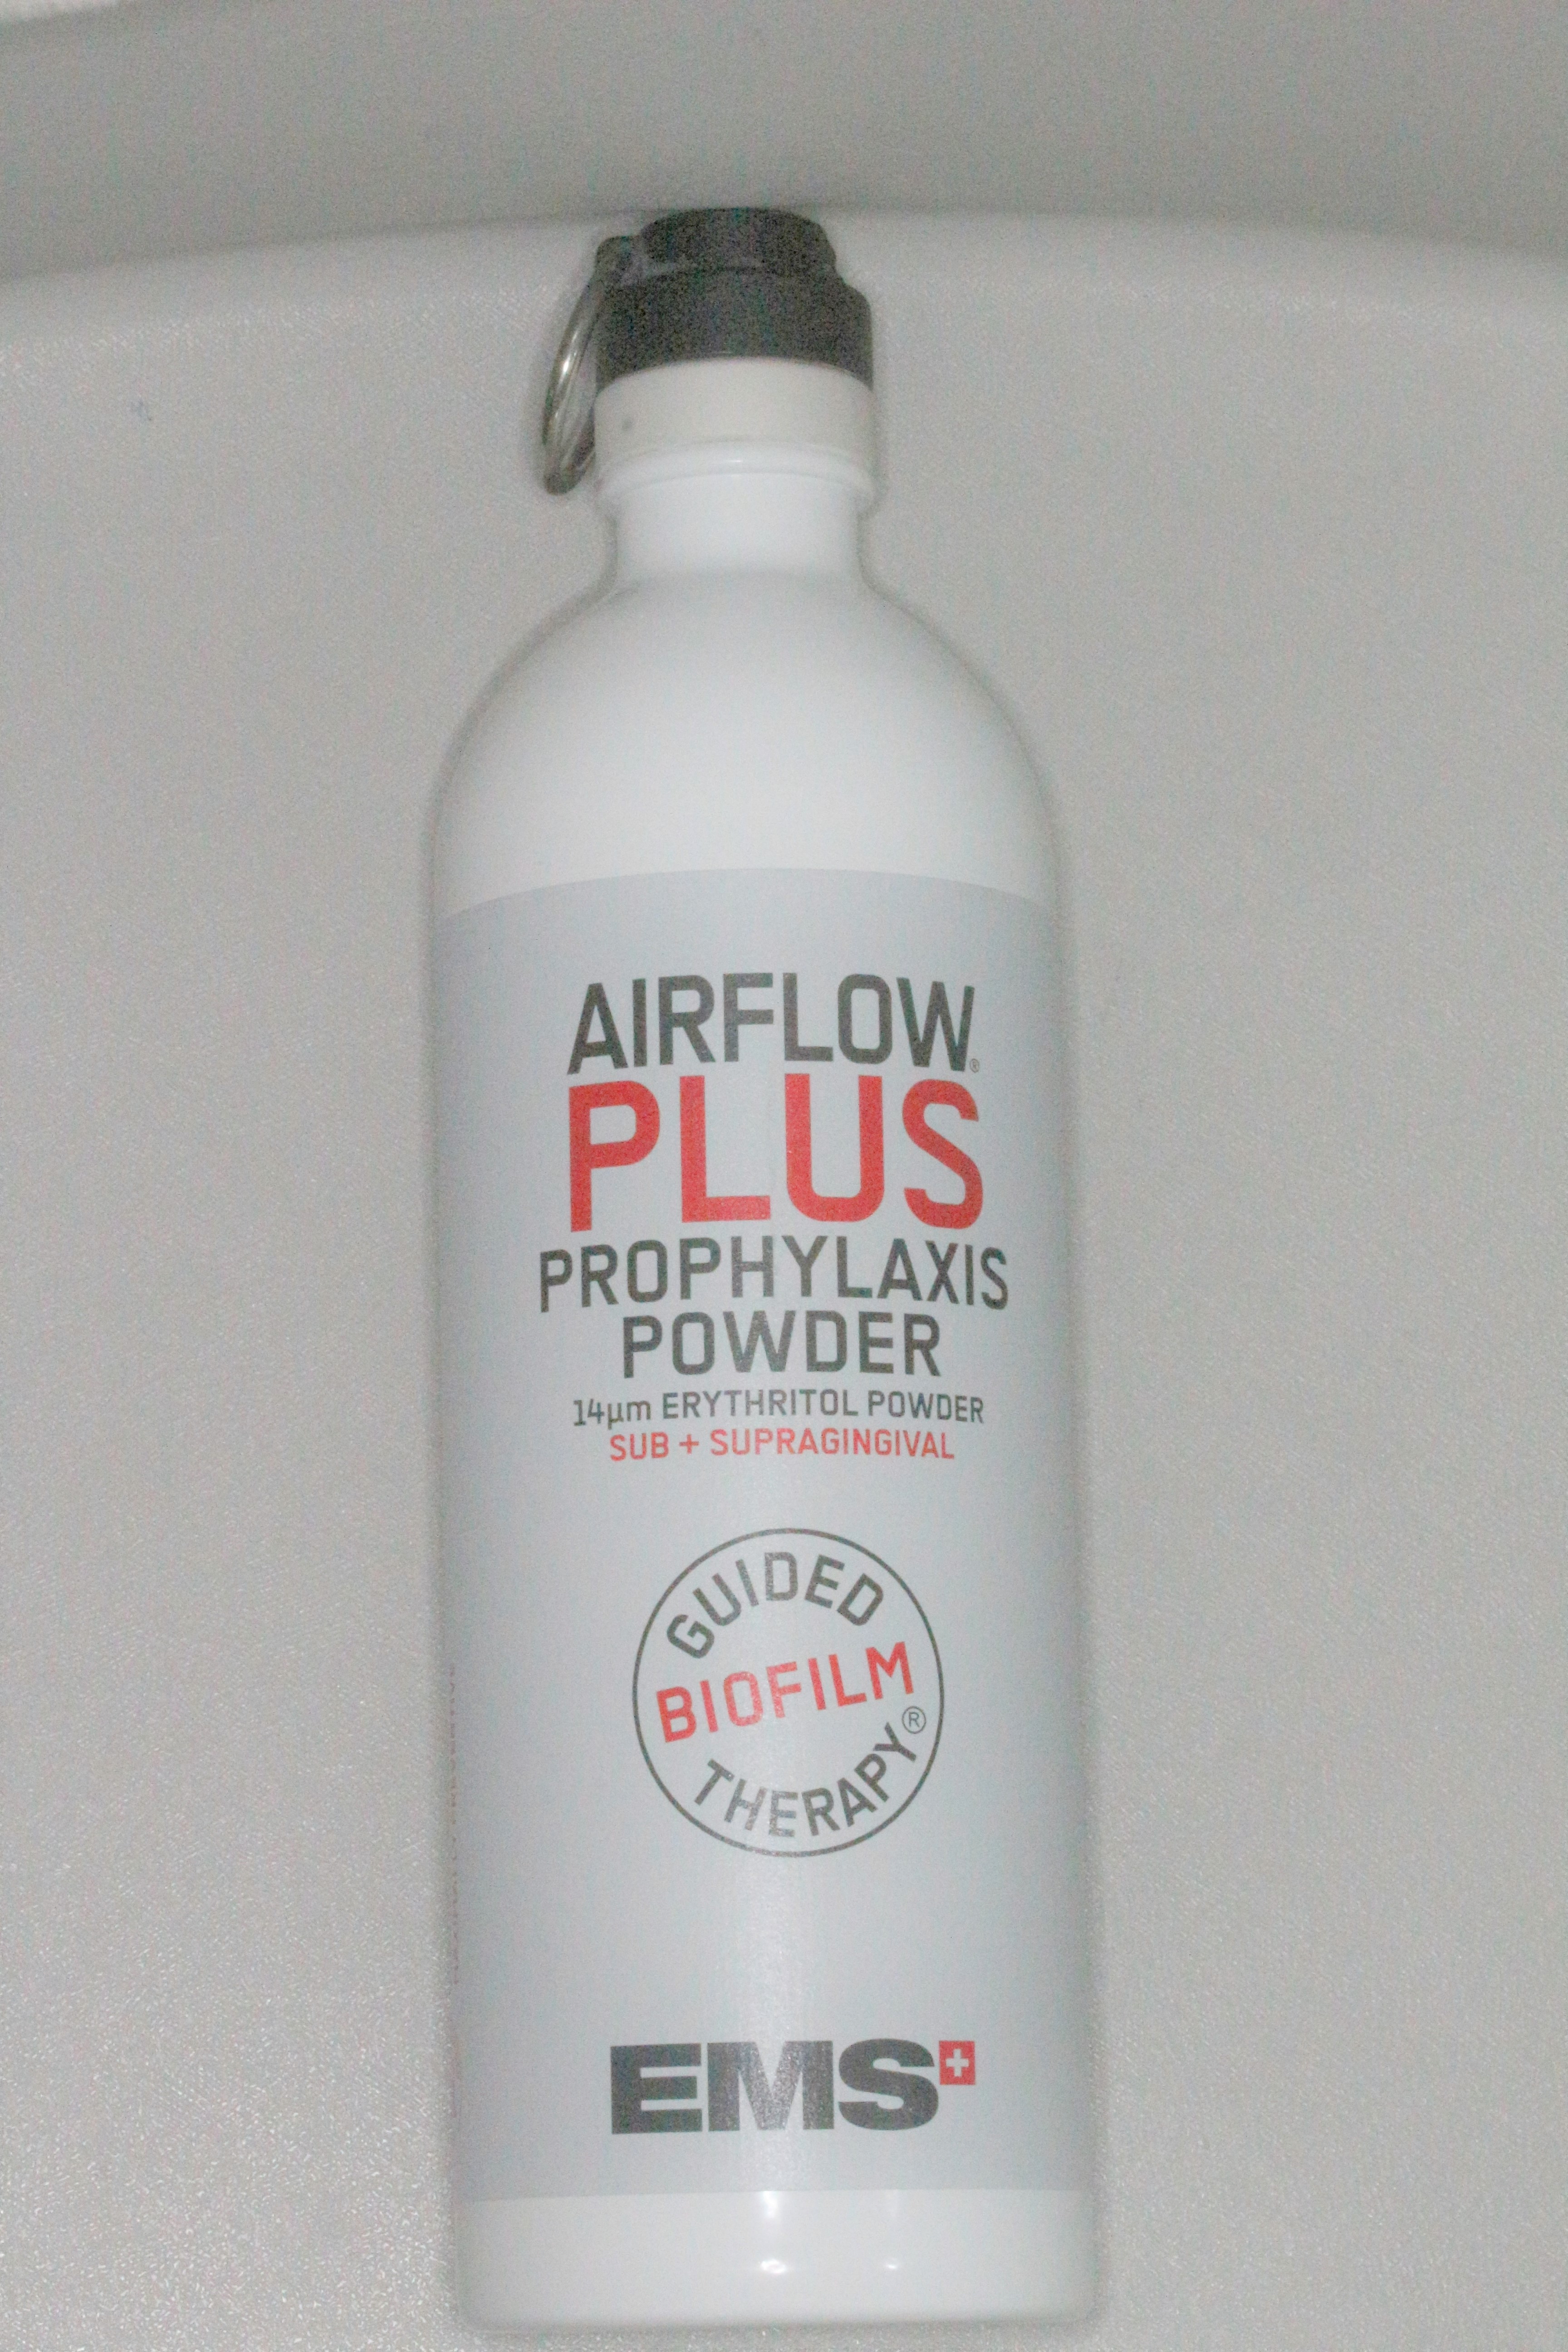 AIRFLOW®
PLUS
PROPHYLAXIS
POWDER
14µm ERYTHRITOL POWDER
SUB + SUPRAGINGIVAL
GUIDED
BIOFILM
THERAPY®
EMS